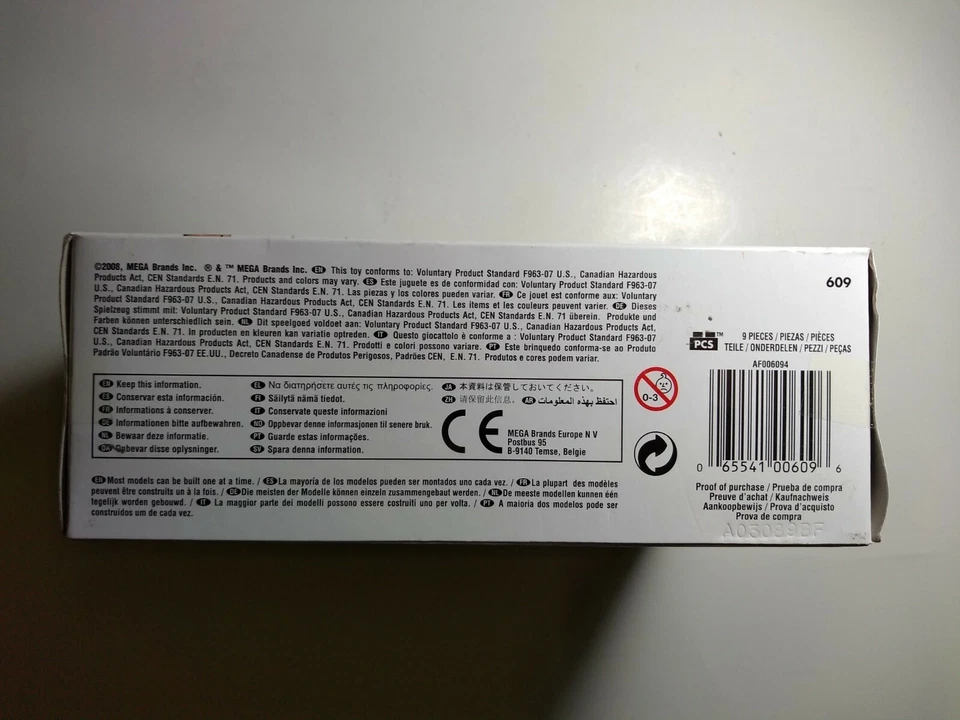 ©2008, MEGA Brands Inc. ® & ™ MEGA Brands Inc. EN This toy conforms to: Voluntary Product Standard F963-07 U.S., Canadian Hazardous
Products Act, CEN Standards E.N. 71. Products and colors may vary. ES Este juguete es de conformidad con: Voluntary Product Standard F963-07
U.S., Canadian Hazardous Products Act, CEN Standards E.N. 71. Las piezas y los colores pueden variar. FR Ce jouet est conforme aux: Voluntary
Product Standard F963-07 U.S., Canadian Hazardous Products Act, CEN Standards E.N. 71. Les items et les couleurs peuvent varier. DE Dieses
Spielzeug stimmt mit: Voluntary Product Standard F963-07 U.S., Canadian Hazardous Products Act, CEN Standards E.N. 71 überein. Produkte und
Farben können unterschiedlich sein. NL Dit speelgoed voldoet aan: Voluntary Product Standard F963-07 U.S., Canadian Hazardous Products Act,
CEN Standards E.N. 71. In producten en kleuren kan variatie optreden. IT Questo giocattolo è conforme a : Voluntary Product Standard F963-07
U.S., Canadian Hazardous Products Act, CEN Standards E.N. 71. Prodotti e colori possono variare. PT Este brinquedo conforma-se ao Produto
Padrão Voluntário F963-07 EE.UU., Decreto Canadense de Produtos Perigosos, Padrões CEN, E.N. 71. Produtos e cores podem variar.
609
PCS ™
9 PIECES / PIEZAS / PIÈCES
TEILE / ONDERDELEN / PEZZI / PEÇAS
EN Keep this information.
ES Conservar esta información.
FR Informations à conserver.
DE Informationen bitte aufbewahren.
NL Bewaar deze informatie.
DA Opbevar disse oplysninger.
EL Να διατηρήσετε αυτές τις πληροφορίες.
FI Säilytä nämä tiedot.
IT Conservate queste informazioni
NO Oppbevar denne informasjonen til senere bruk.
PT Guarde estas informações.
SV Spara denna information.
JA 本資料は保管しておいてください。
ZH 请保留此信息。 AR احتفظ بهذه المعلومات
CE
MEGA Brands Europe N V
Postbus 95
B-9140 Temse, Belgie
0-3
AF006094
0 65541 00609 6
Proof of purchase / Prueba de compra
Preuve d'achat / Kaufnachweis
Aankoopbewijs / Prova d'acquisto
Prova de compra
A03089BF
EN Most models can be built one at a time. / ES La mayoría de los modelos pueden ser montados uno cada vez. / FR La plupart des modèles
peuvent être construits un à la fois. / DE Die meisten der Modelle können einzeln zusammengebaut werden. / NL De meeste modellen kunnen één
tegelijk worden gebouwd. / IT La maggior parte dei modelli possono essere costruiti uno per volta. / PT A maioria dos modelos pode ser
construídos um de cada vez.